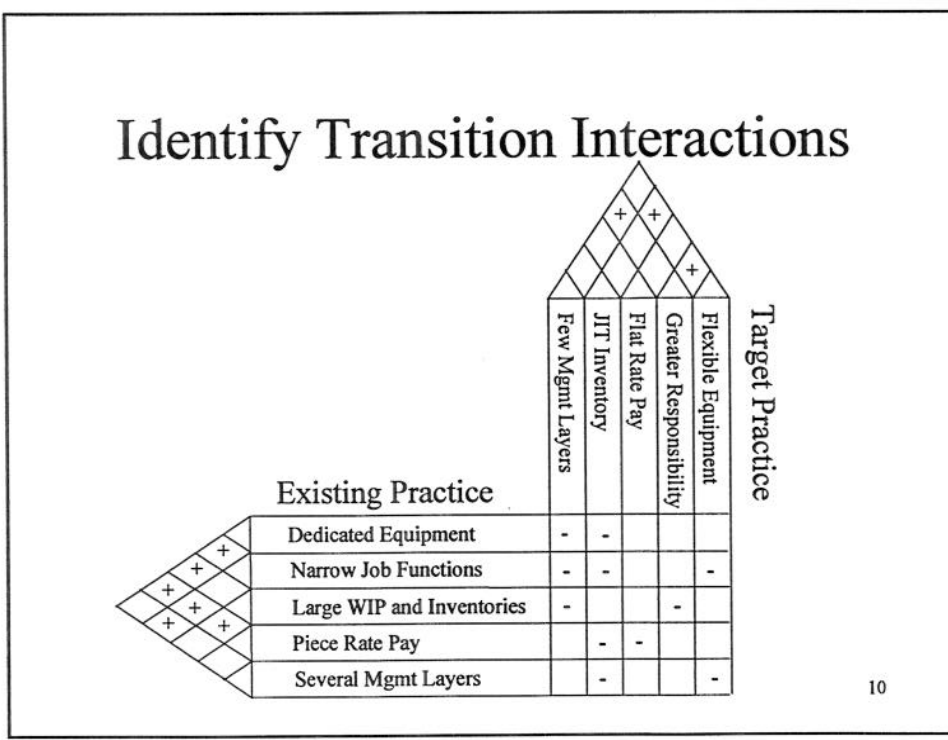 Identify Transition Interactions
+ +
+
Few Mgmt Layers
JIT Inventory
Flat Rate Pay
Greater Responsibility
Flexible Equipment
Target Practice
Existing Practice
Dedicated Equipment - -
Narrow Job Functions - - -
Large WIP and Inventories - -
Piece Rate Pay - -
Several Mgmt Layers - -
+
+
+
+
+
+
10